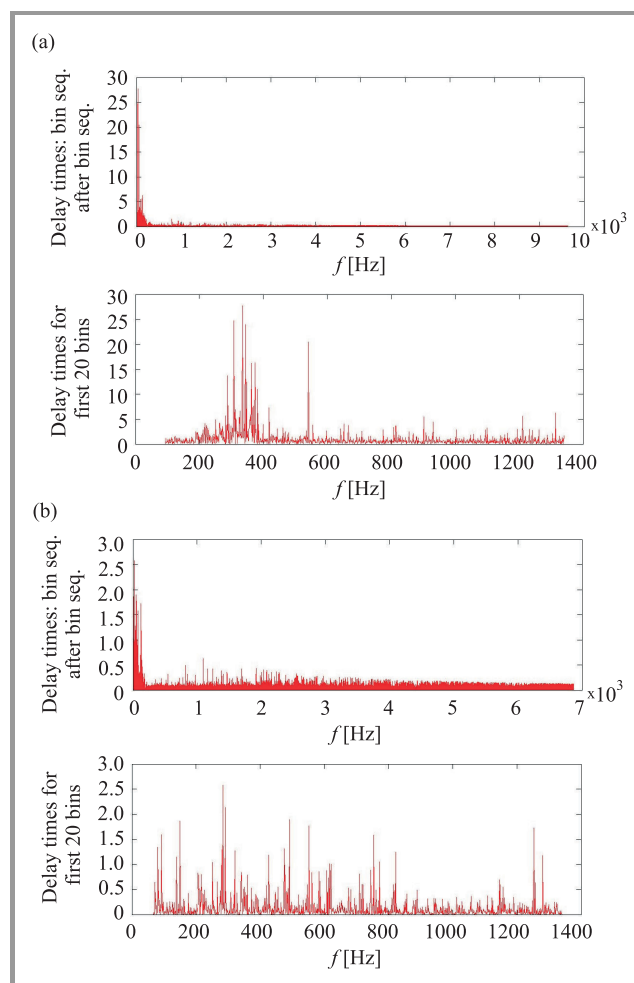 (a)
Delay times: bin seq.
after bin seq.
30
25
20
15
10
5
0
0 1 2 3 4 5 6 7 8 9 10 ×10³
f [Hz]
Delay times for
first 20 bins
30
25
20
15
10
5
0
0 200 400 600 800 1000 1200 1400
f [Hz]
(b)
Delay times: bin seq.
after bin seq.
3.0
2.5
2.0
1.5
1.0
0.5
0
0 1 2 3 4 5 6 7 ×10³
f [Hz]
Delay times for
first 20 bins
3.0
2.5
2.0
1.5
1.0
0.5
0
0 200 400 600 800 1000 1200 1400
f [Hz]